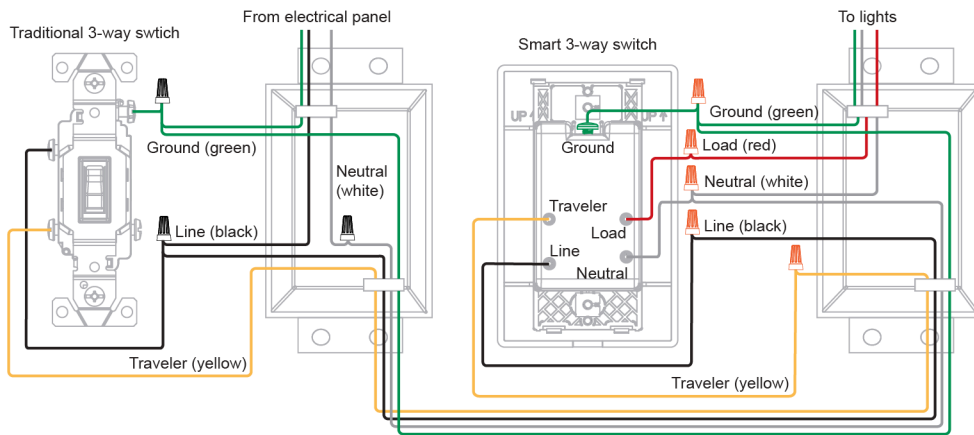 From electrical panel
To lights
Traditional 3-way swtich
Smart 3-way switch
UP
UP
Ground (green)
Ground
Ground (green)
Load (red)
Neutral
(white)
Neutral (white)
Traveler
Load
Line (black)
Line (black)
Line
Neutral
Traveler (yellow)
Traveler (yellow)